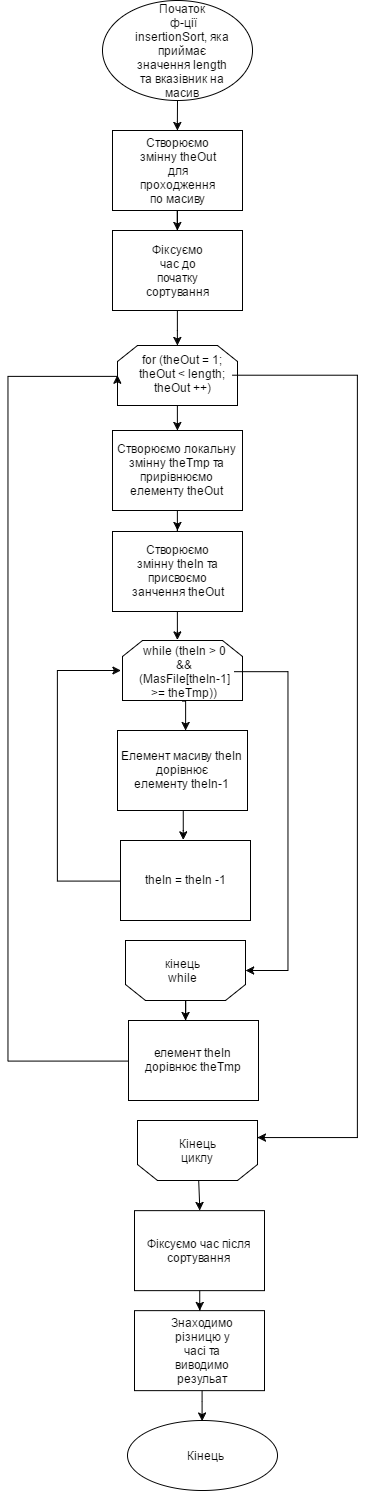 Початок
ф-ції
insertionSort, яка
приймає
значення length
та вказівник на
масив
Створюємо
змінну theOut
для
проходження
по масиву
Фіксуємо
час до
початку
сортування
for (theOut = 1;
theOut < length;
theOut ++)
Створюємо локальну
змінну theTmp та
прирівнюємо
елементу theOut
Створюємо
змінну theIn та
присвоємо
занчення theOut
while (theIn > 0
&&
(MasFile[theIn-1]
>= theTmp))
Елемент масиву theIn
дорівнює
елементу theIn-1
theIn = theIn -1
кінець
while
елемент theIn
дорівнює theTmp
Кінець
циклу
Фіксуємо час після
сортування
Знаходимо
різницю у
часі та
виводимо
резульат
Кінець